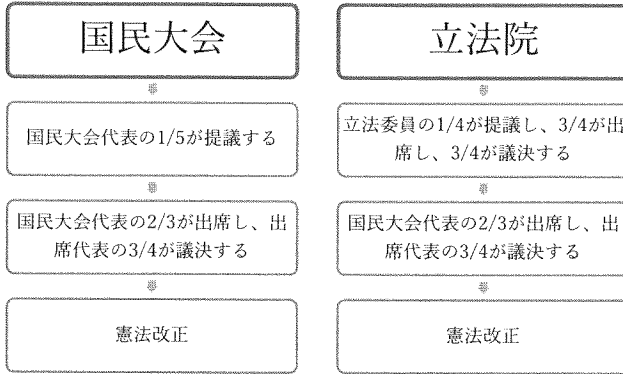 国民大会
国民大会代表の1/5が提議する
国民大会代表の2/3が出席し、出
席代表の3/4が議決する
憲法改正
立法院
立法委員の1/4が提議し、3/4が出
席し、3/4が議決する
国民大会代表の2/3が出席し、出
席代表の3/4が議決する
憲法改正